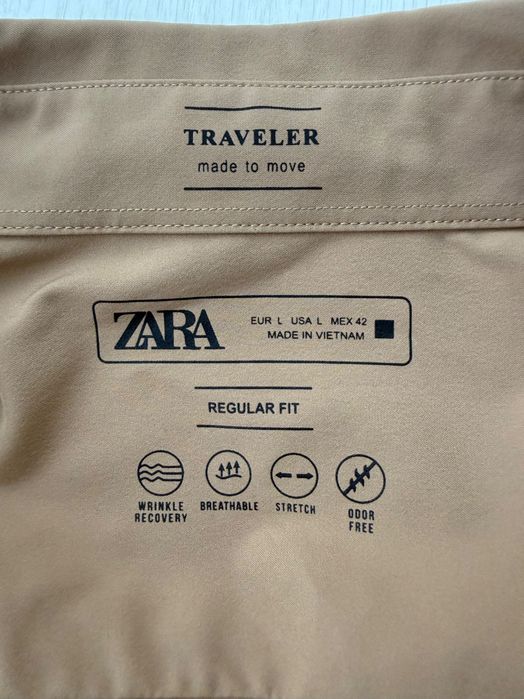 TRAVELER
made to move
ZARA
EUR L USA L MEX 42
MADE IN VIETNAM
REGULAR FIT
WRINKLE
RECOVERY
BREATHABLE
STRETCH
ODOR
FREE